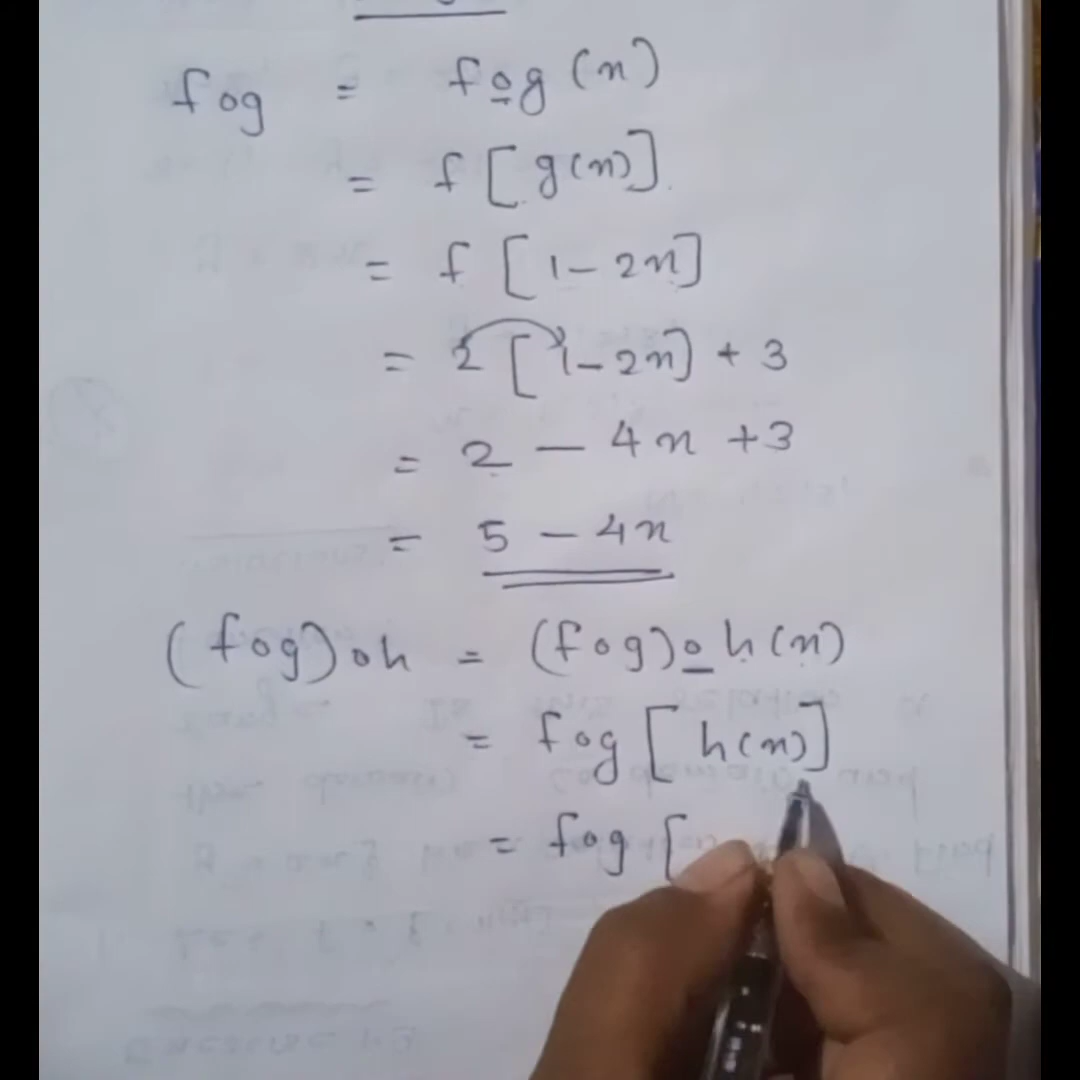 fog = fog (x)
= f [g(x)]
= f [1 - 2x]
= 2 [1 - 2x] + 3
= 2 - 4x + 3
= 5 - 4x
(fog)oh = (fog)oh(x)
= fog [h(x)]
= fog [